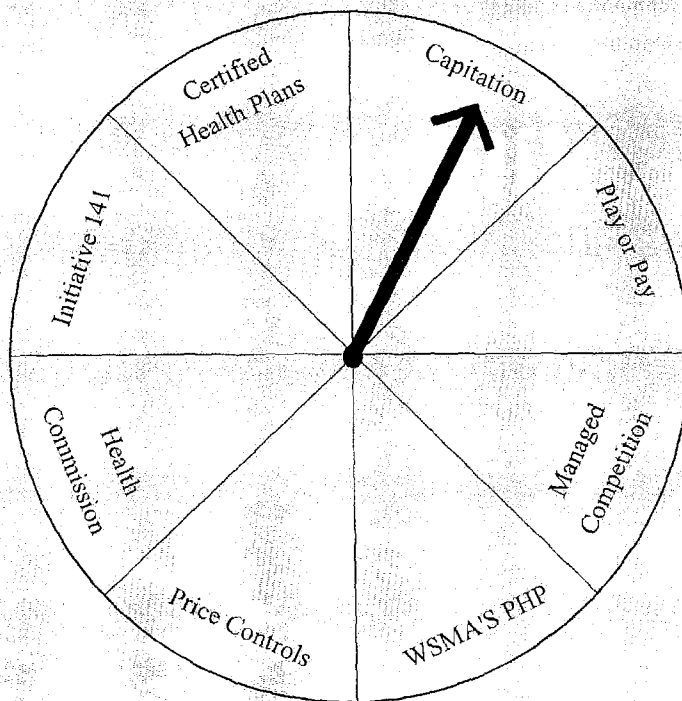 Certified
Health Plans
Capitation
Play or Pay
Managed
Competition
WSMA'S PHP
Price Controls
Health
Commission
Initiative 141